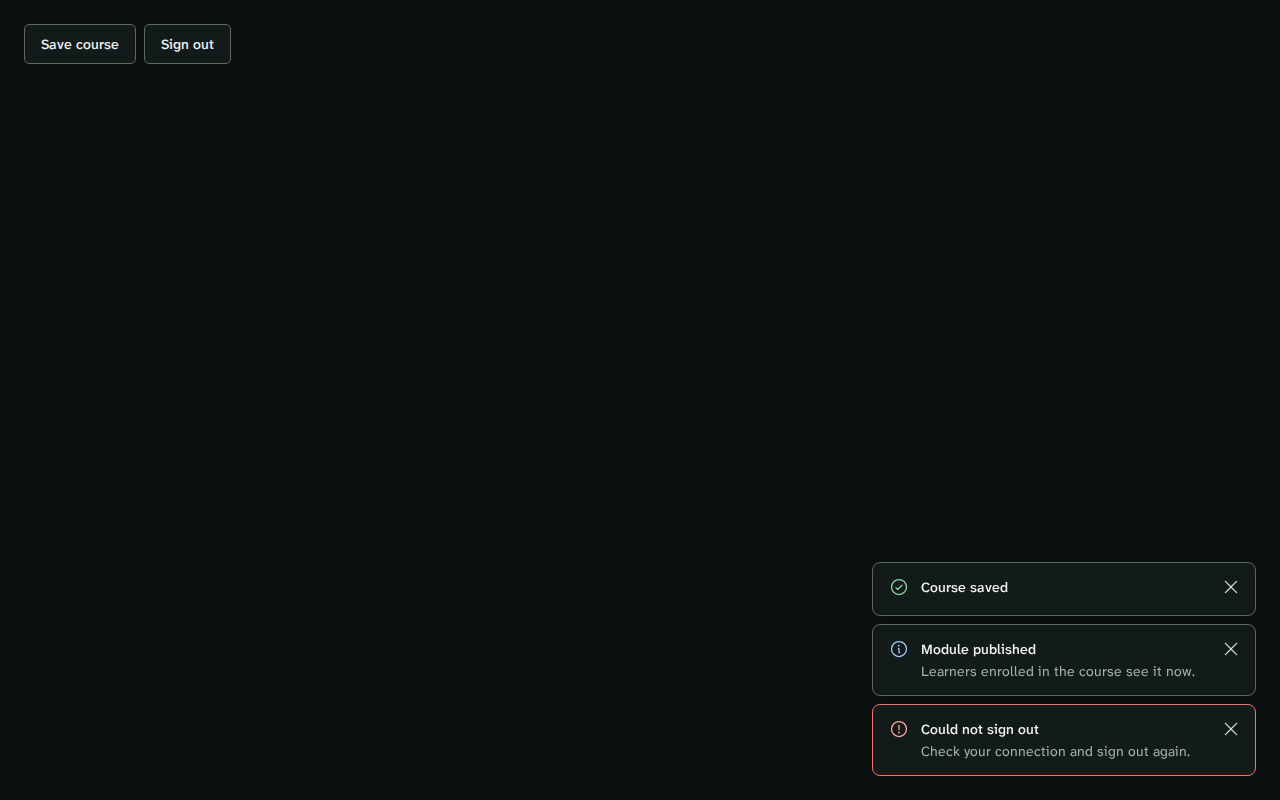 Save course
Sign out
Course saved
Module published
Learners enrolled in the course see it now.
Could not sign out
Check your connection and sign out again.